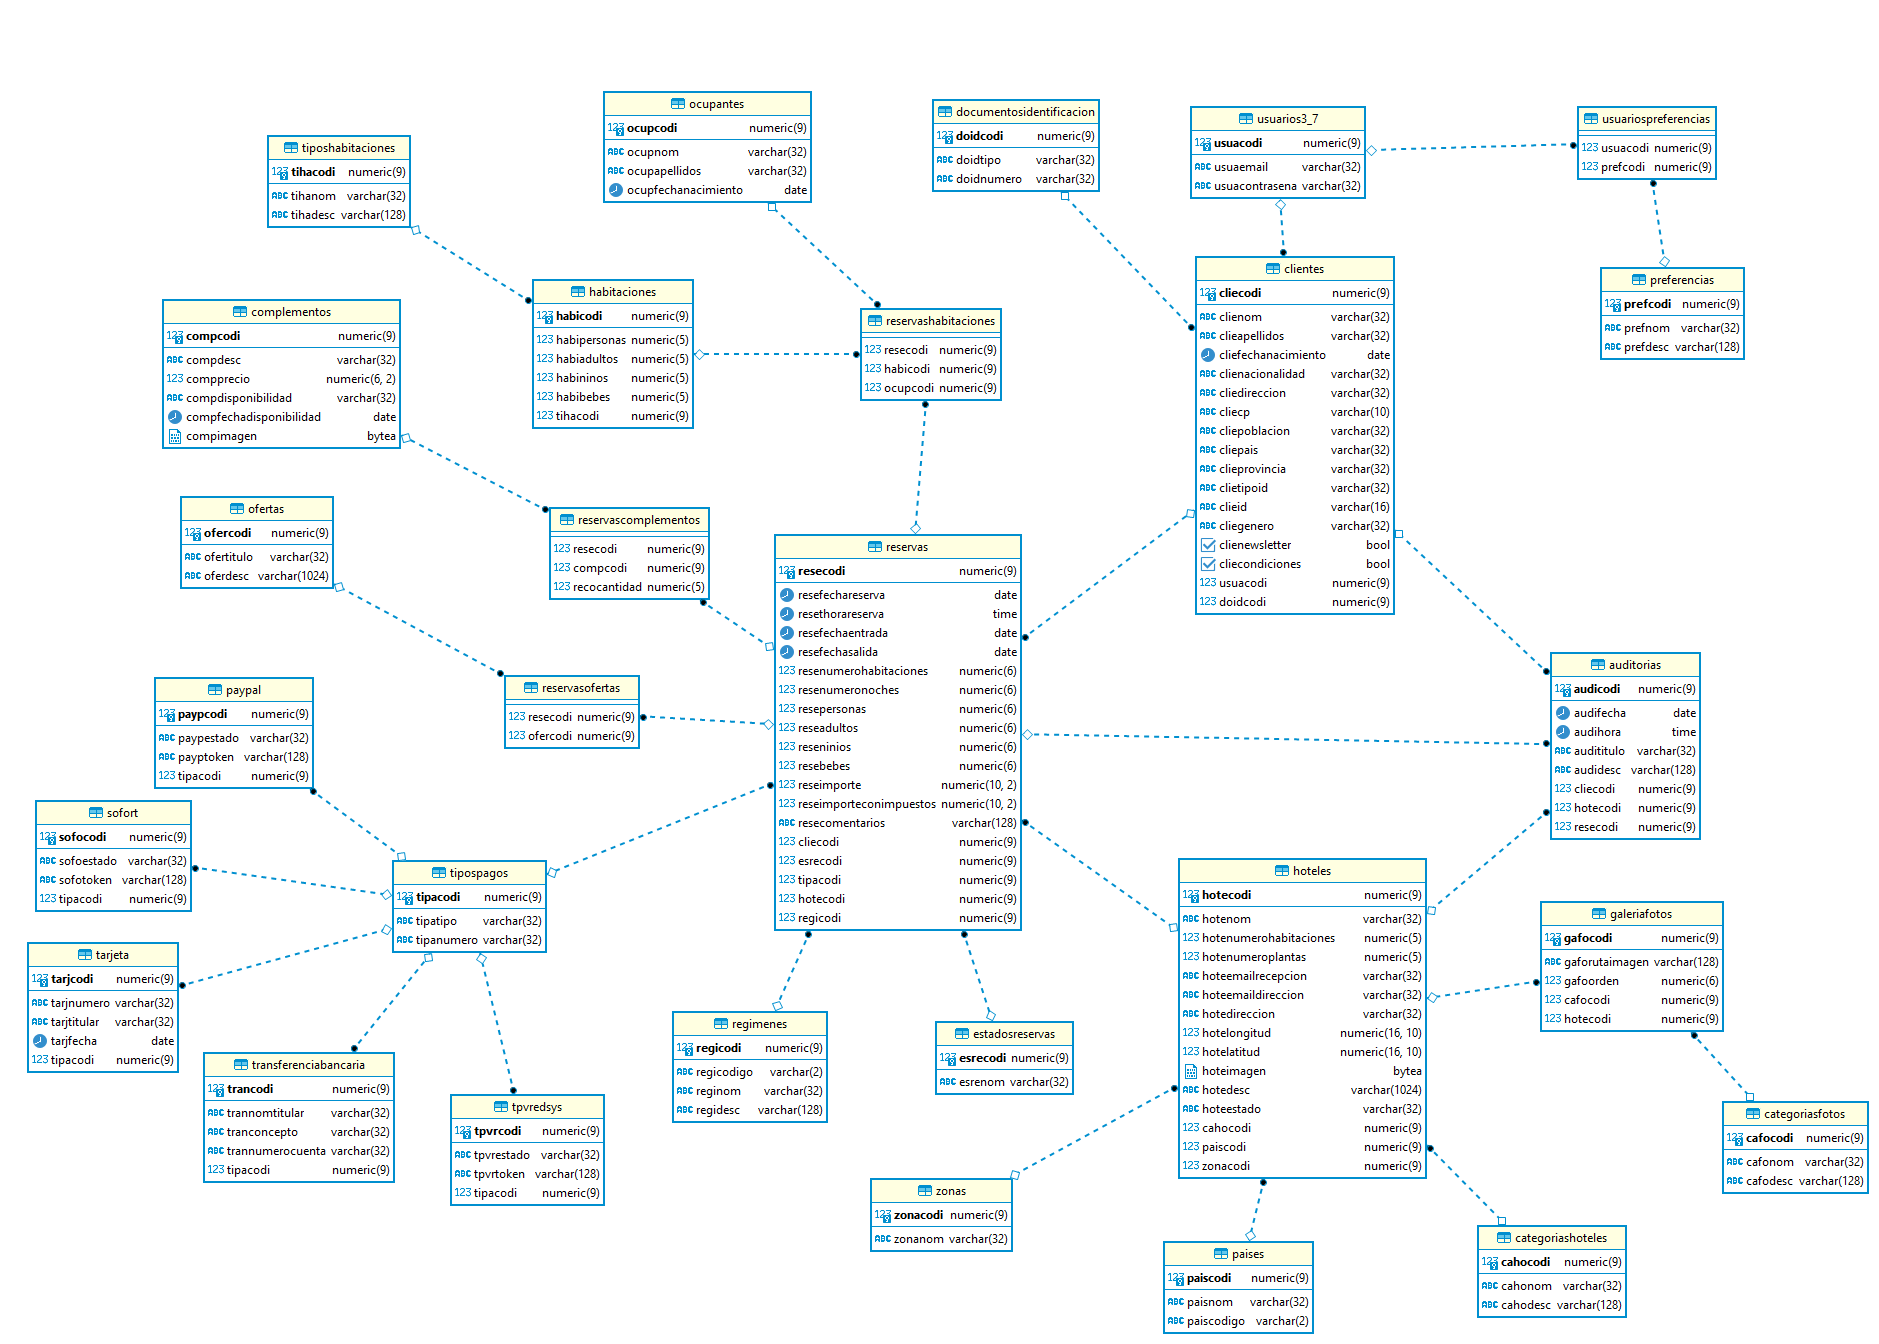 ocupantes
ocupcodi numeric(9)
ocupnom varchar(32)
ocupapellidos varchar(32)
ocupfechanacimiento date
documentosidentificacion
doidcodi numeric(9)
doidtipo varchar(32)
doidnumero varchar(32)
usuarios3_7
usuacodi numeric(9)
usuaemail varchar(32)
usuacontrasena varchar(32)
usuariospreferencias
usuacodi numeric(9)
prefcodi numeric(9)
tiposhabitaciones
tihacodi numeric(9)
tihanom varchar(32)
tihadesc varchar(128)
clientes
cliecodi numeric(9)
clienom varchar(32)
clieapellidos varchar(32)
cliefechanacimiento date
clienacionalidad varchar(32)
cliedireccion varchar(32)
cliecp varchar(10)
cliepoblacion varchar(32)
cliepais varchar(32)
clieprovincia varchar(32)
clietipoid varchar(32)
clieid varchar(16)
cliegenero varchar(32)
clienewsletter bool
cliecondiciones bool
usuacodi numeric(9)
doidcodi numeric(9)
preferencias
prefcodi numeric(9)
prefnom varchar(32)
prefdesc varchar(128)
habitaciones
habicodi numeric(9)
habipersonas numeric(5)
habiadultos numeric(5)
habininos numeric(5)
habibebes numeric(5)
tihacodi numeric(9)
complementos
compcodi numeric(9)
compdesc varchar(32)
compprecio numeric(6, 2)
compdisponibilidad varchar(32)
compfechadisponibilidad date
compimagen bytea
reservashabitaciones
resecodi numeric(9)
habicodi numeric(9)
ocupcodi numeric(9)
ofertas
ofercodi numeric(9)
ofertitulo varchar(32)
oferdesc varchar(1024)
reservascomplementos
resecodi numeric(9)
compcodi numeric(9)
recocantidad numeric(5)
reservas
resecodi numeric(9)
resefechareserva date
resethorareserva time
resefechaentrada date
resefechasalida date
resenumerohabitaciones numeric(6)
resenumeronoches numeric(6)
resepersonas numeric(6)
reseadultos numeric(6)
reseninios numeric(6)
resebebes numeric(6)
reseimporte numeric(10, 2)
reseimporteconimpuestos numeric(10, 2)
resecomentarios varchar(128)
cliecodi numeric(9)
esrecodi numeric(9)
tipacodi numeric(9)
hotecodi numeric(9)
regicodi numeric(9)
auditorias
audicodi numeric(9)
audifecha date
audihora time
audititulo varchar(32)
audidesc varchar(128)
cliecodi numeric(9)
hotecodi numeric(9)
resecodi numeric(9)
reservasofertas
resecodi numeric(9)
ofercodi numeric(9)
paypal
paypcodi numeric(9)
paypestado varchar(32)
payptoken varchar(128)
tipacodi numeric(9)
sofort
sofocodi numeric(9)
sofoestado varchar(32)
sofotoken varchar(128)
tipacodi numeric(9)
tipospagos
tipacodi numeric(9)
tipatipo varchar(32)
tipanumero varchar(32)
hoteles
hotecodi numeric(9)
hotenom varchar(32)
hotenumerohabitaciones numeric(5)
hotenumeroplantas numeric(5)
hoteemailrecepcion varchar(32)
hoteemaildireccion varchar(32)
hotedireccion varchar(32)
hotelongitud numeric(16, 10)
hotelatitud numeric(16, 10)
hoteimagen bytea
hotedesc varchar(1024)
hoteestado varchar(32)
cahocodi numeric(9)
paiscodi numeric(9)
zonacodi numeric(9)
galeriafotos
gafocodi numeric(9)
gaforutaimagen varchar(128)
gafoorden numeric(6)
cafocodi numeric(9)
hotecodi numeric(9)
tarjeta
tarjcodi numeric(9)
tarjnumero varchar(32)
tarjtitular varchar(32)
tarjfecha date
tipacodi numeric(9)
regimenes
regicodi numeric(9)
regicodigo varchar(2)
reginom varchar(32)
regidesc varchar(128)
estadosreservas
esrecodi numeric(9)
esrenom varchar(32)
transferenciabancaria
trancodi numeric(9)
trannomtitular varchar(32)
tranconcepto varchar(32)
trannumerocuenta varchar(32)
tipacodi numeric(9)
tpvredsys
tpvrcodi numeric(9)
tpvrestado varchar(32)
tpvrtoken varchar(128)
tipacodi numeric(9)
categoriasfotos
cafocodi numeric(9)
cafonom varchar(32)
cafodesc varchar(128)
zonas
zonacodi numeric(9)
zonanom varchar(32)
paises
paiscodi numeric(9)
paisnom varchar(32)
paiscodigo varchar(2)
categoriashoteles
cahocodi numeric(9)
cahonom varchar(32)
cahodesc varchar(128)